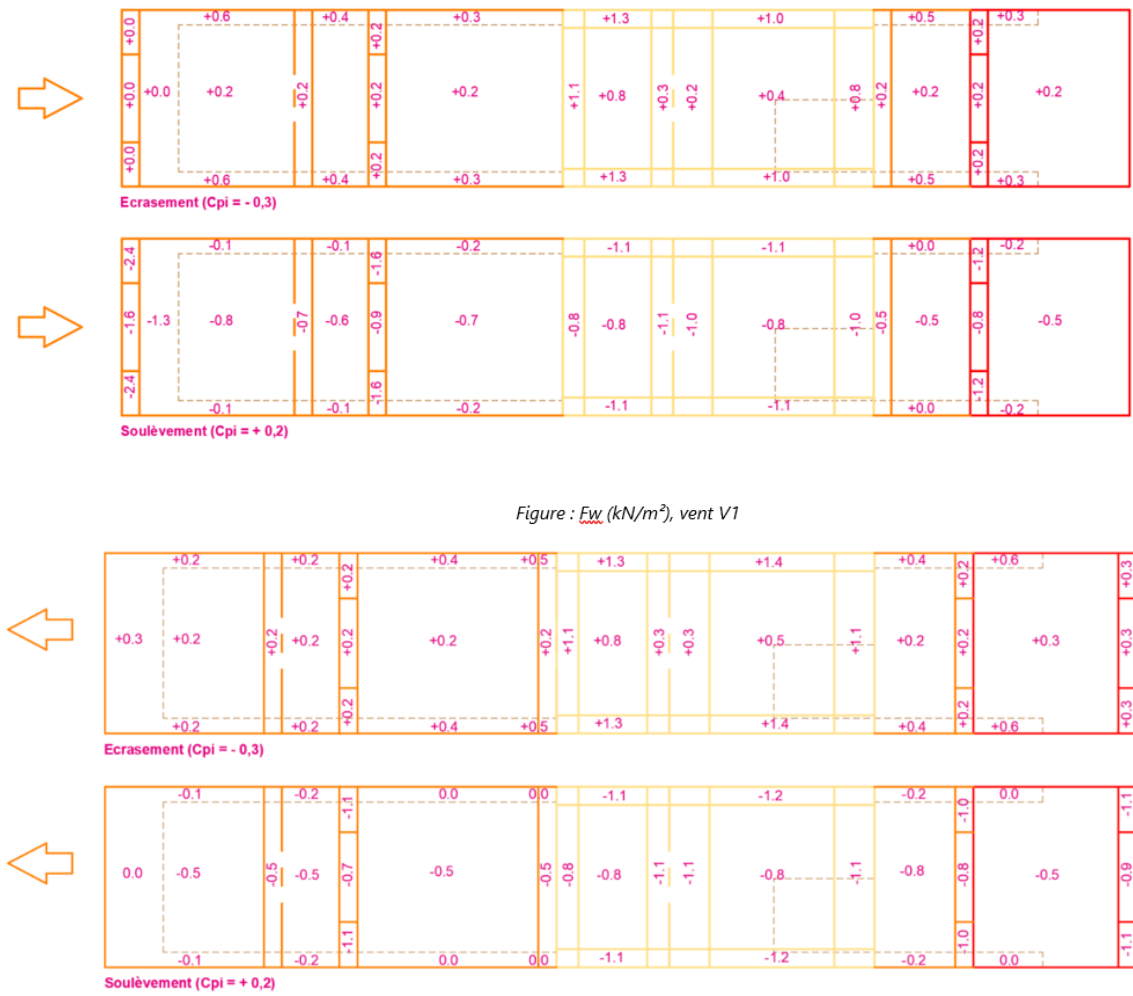 +0.0 +0.6 +0.4 +0.2 +0.3 +1.3 +1.0 +0.5 +0.2 +0.3
+0.0 +0.0 +0.2 +0.2 +0.2 +0.2 +1.1 +0.8 +0.3 +0.2 +0.4 +0.8 +0.2 +0.2 +0.2 +0.2
+0.0 +0.6 +0.4 +0.2 +0.3 +1.3 +1.0 +0.5 +0.2 +0.3
Ecrasement (Cpi = - 0,3)
-2.4 -0.1 -0.1 -1.6 -0.2 -1.1 -1.1 +0.0 -1.2 -0.2
-1.6 -1.3 -0.8 -0.7 -0.6 -0.9 -0.7 -0.8 -0.8 -1.1 -1.0 -0.8 -1.0 -0.5 -0.5 -0.8 -0.5
-2.4 -0.1 -0.1 -1.6 -0.2 -1.1 -1.1 +0.0 -1.2 -0.2
Soulèvement (Cpi = + 0,2)
Figure : Fw (kN/m²), vent V1
+0.2 +0.2 +0.2 +0.4 +0.5 +1.3 +1.4 +0.4 +0.2 +0.6 +0.3
+0.3 +0.2 +0.2 +0.2 +0.2 +0.2 +0.2 +1.1 +0.8 +0.3 +0.3 +0.5 +1.1 +0.2 +0.2 +0.3 +0.3
+0.2 +0.2 +0.2 +0.4 +0.5 +1.3 +1.4 +0.4 +0.2 +0.6 +0.3
Ecrasement (Cpi = - 0,3)
-0.1 -0.2 -1.1 0.0 0.0 -1.1 -1.2 -0.2 -1.0 0.0 -1.1
0.0 -0.5 -0.5 -0.5 -0.7 -0.5 -0.5 -0.8 -0.8 -1.1 -1.1 -0.8 -1.1 -0.8 -0.8 -0.5 -0.9
-0.1 -0.2 -1.1 0.0 0.0 -1.1 -1.2 -0.2 -1.0 0.0 -1.1
Soulèvement (Cpi = + 0,2)